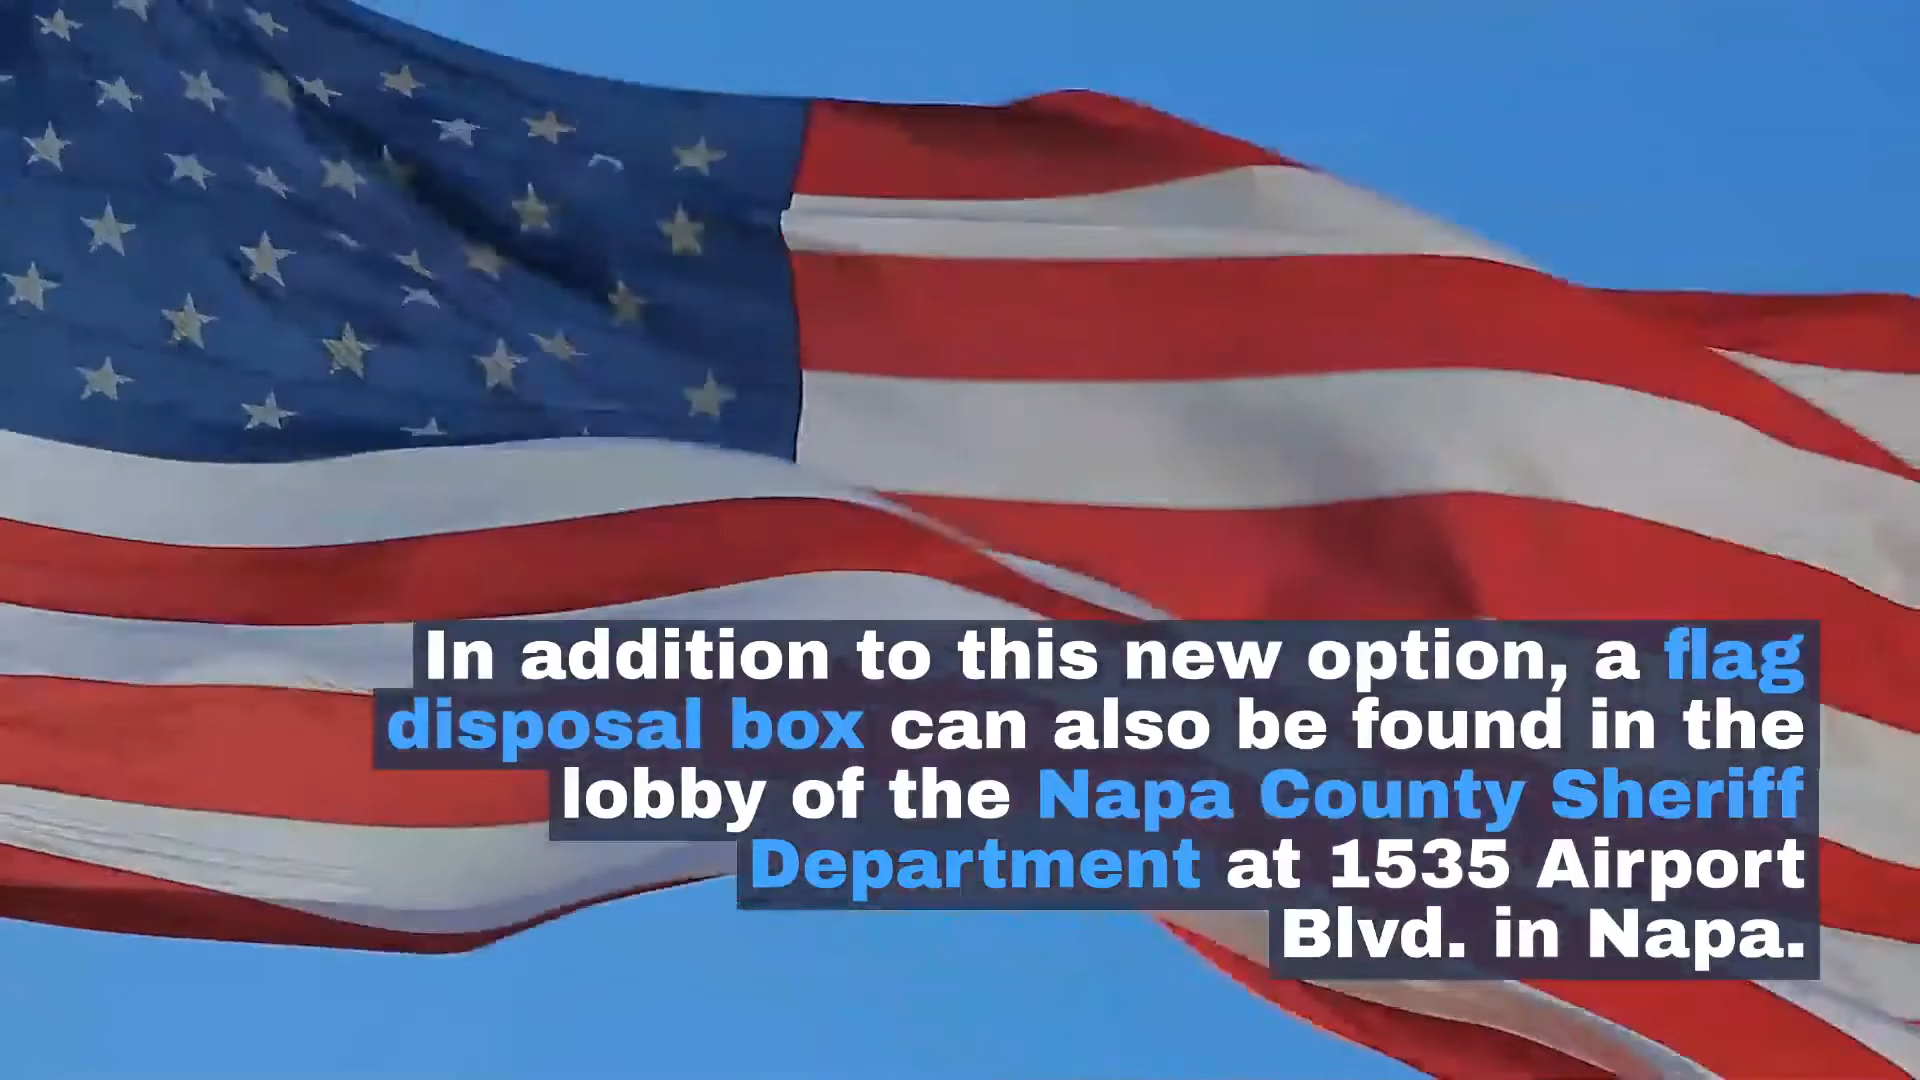 In addition to this new option, a flag
disposal box can also be found in the
lobby of the Napa County Sheriff
Department at 1535 Airport
Blvd. in Napa.